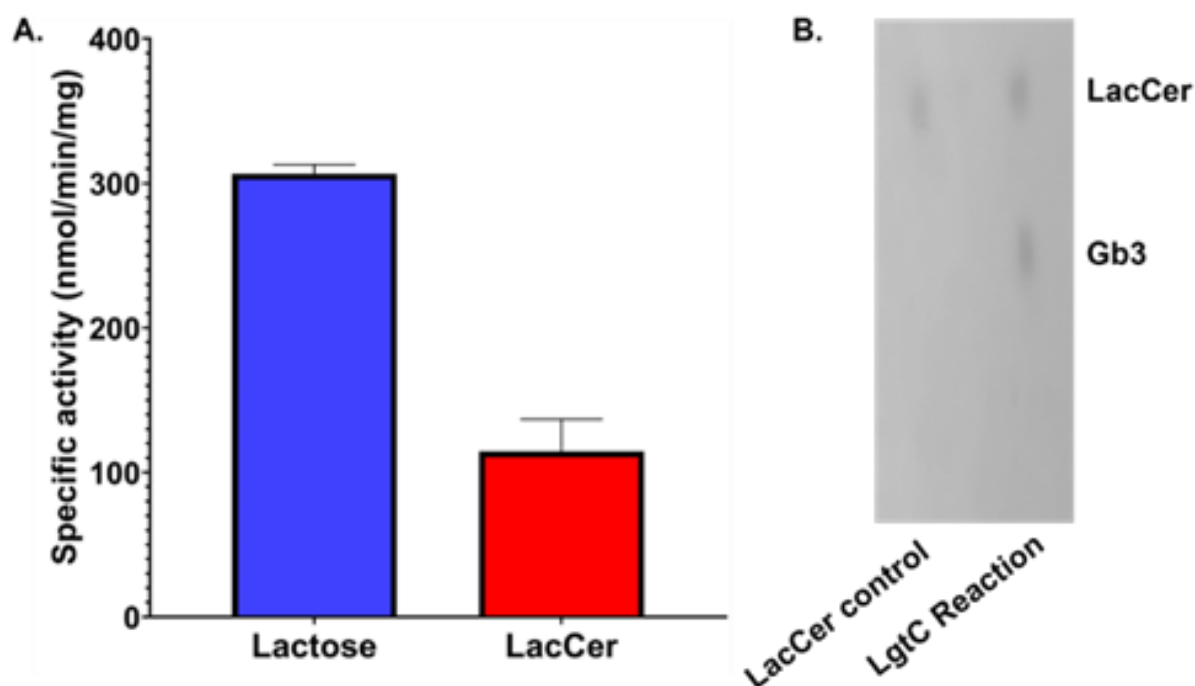 A.
Specific activity (nmol/min/mg)
400
300
200
100
0
Lactose
LacCer
B.
LacCer
Gb3
LacCer control
LgtC Reaction